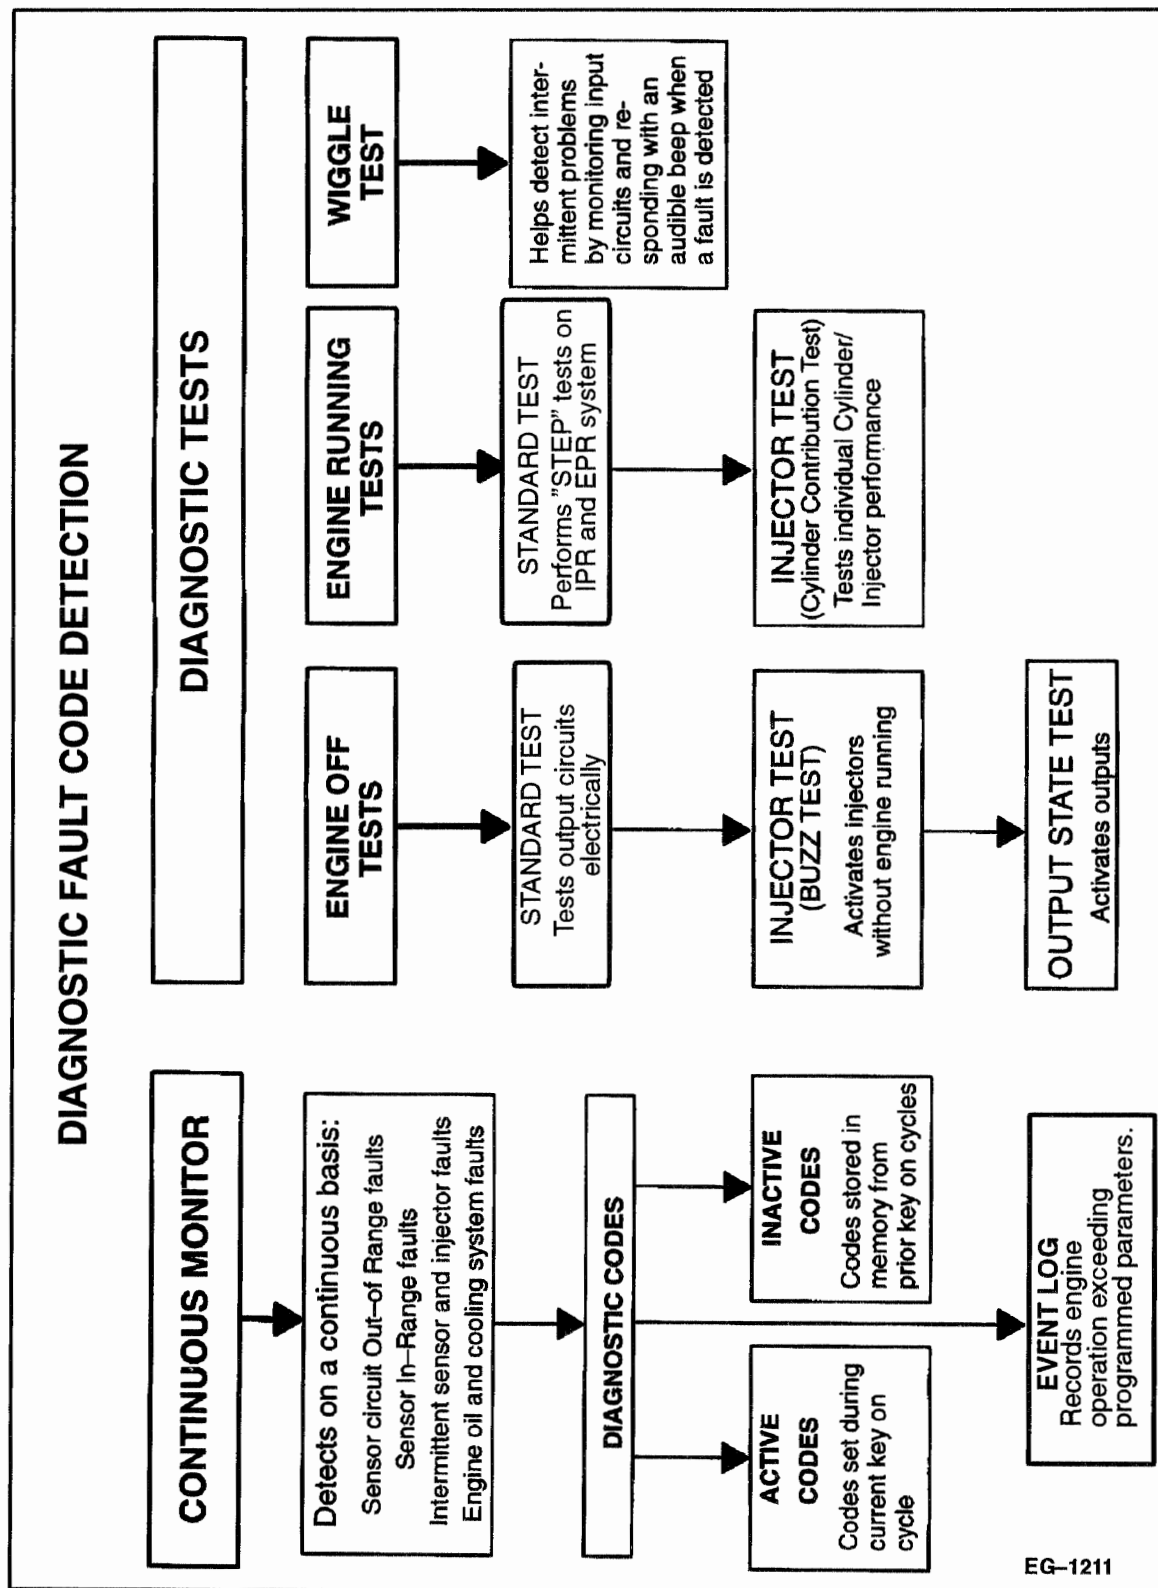 DIAGNOSTIC FAULT CODE DETECTION
CONTINUOUS MONITOR
Detects on a continuous basis:
Sensor circuit Out–of Range faults
Sensor In–Range faults
Intermittent sensor and injector faults
Engine oil and cooling system faults
DIAGNOSTIC CODES
ACTIVE
CODES
Codes set during
current key on
cycle
INACTIVE
CODES
Codes stored in
memory from
prior key on cycles
EVENT LOG
Records engine
operation exceeding
programmed parameters.
DIAGNOSTIC TESTS
ENGINE OFF
TESTS
STANDARD TEST
Tests output circuits
electrically
INJECTOR TEST
(BUZZ TEST)
Activates injectors
without engine running
OUTPUT STATE TEST
Activates outputs
ENGINE RUNNING
TESTS
STANDARD TEST
Performs "STEP" tests on
IPR and EPR system
INJECTOR TEST
(Cylinder Contribution Test)
Tests individual Cylinder/
Injector performance
WIGGLE
TEST
Helps detect inter-
mittent problems
by monitoring input
circuits and re-
sponding with an
audible beep when
a fault is detected
EG–1211